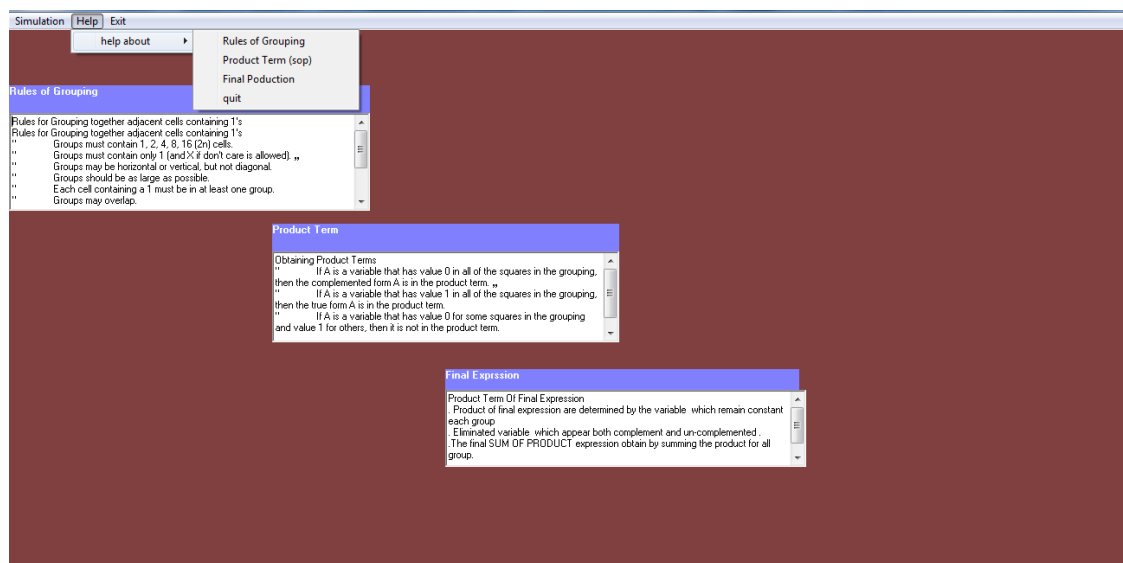 Simulation Help Exit
help about
Rules of Grouping
Product Term (sop)
Final Poduction
quit
Rules of Grouping
Rules for Grouping together adjacent cells containing 1's
Rules for Grouping together adjacent cells containing 1's
" Groups must contain 1, 2, 4, 8, 16 (2n) cells.
" Groups must contain only 1 (and X if don't care is allowed). „
" Groups may be horizontal or vertical, but not diagonal.
" Groups should be as large as possible.
" Each cell containing a 1 must be in at least one group.
" Groups may overlap.
Product Term
Obtaining Product Terms
" If A is a variable that has value 0 in all of the squares in the grouping,
then the complemented form A is in the product term. „
" If A is a variable that has value 1 in all of the squares in the grouping,
then the true form A is in the product term.
" If A is a variable that has value 0 for some squares in the grouping
and value 1 for others, then it is not in the product term.
Final Exprssion
Product Term Of Final Expression
. Product of final expression are determined by the variable which remain constant
each group
. Eliminated variable which appear both complement and un-complemented .
.The final SUM OF PRODUCT expression obtain by summing the product for all
group.